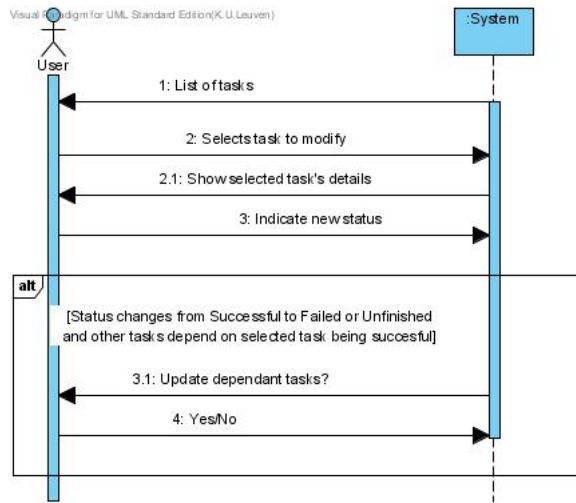 Visual Paradigm for UML Standard Edition(K.U.Leuven)
:System
User
1: List of tasks
2: Selects task to modify
2.1: Show selected task's details
3: Indicate new status
alt
[Status changes from Successful to Failed or Unfinished
and other tasks depend on selected task being succesful]
3.1: Update dependant tasks?
4: Yes/No